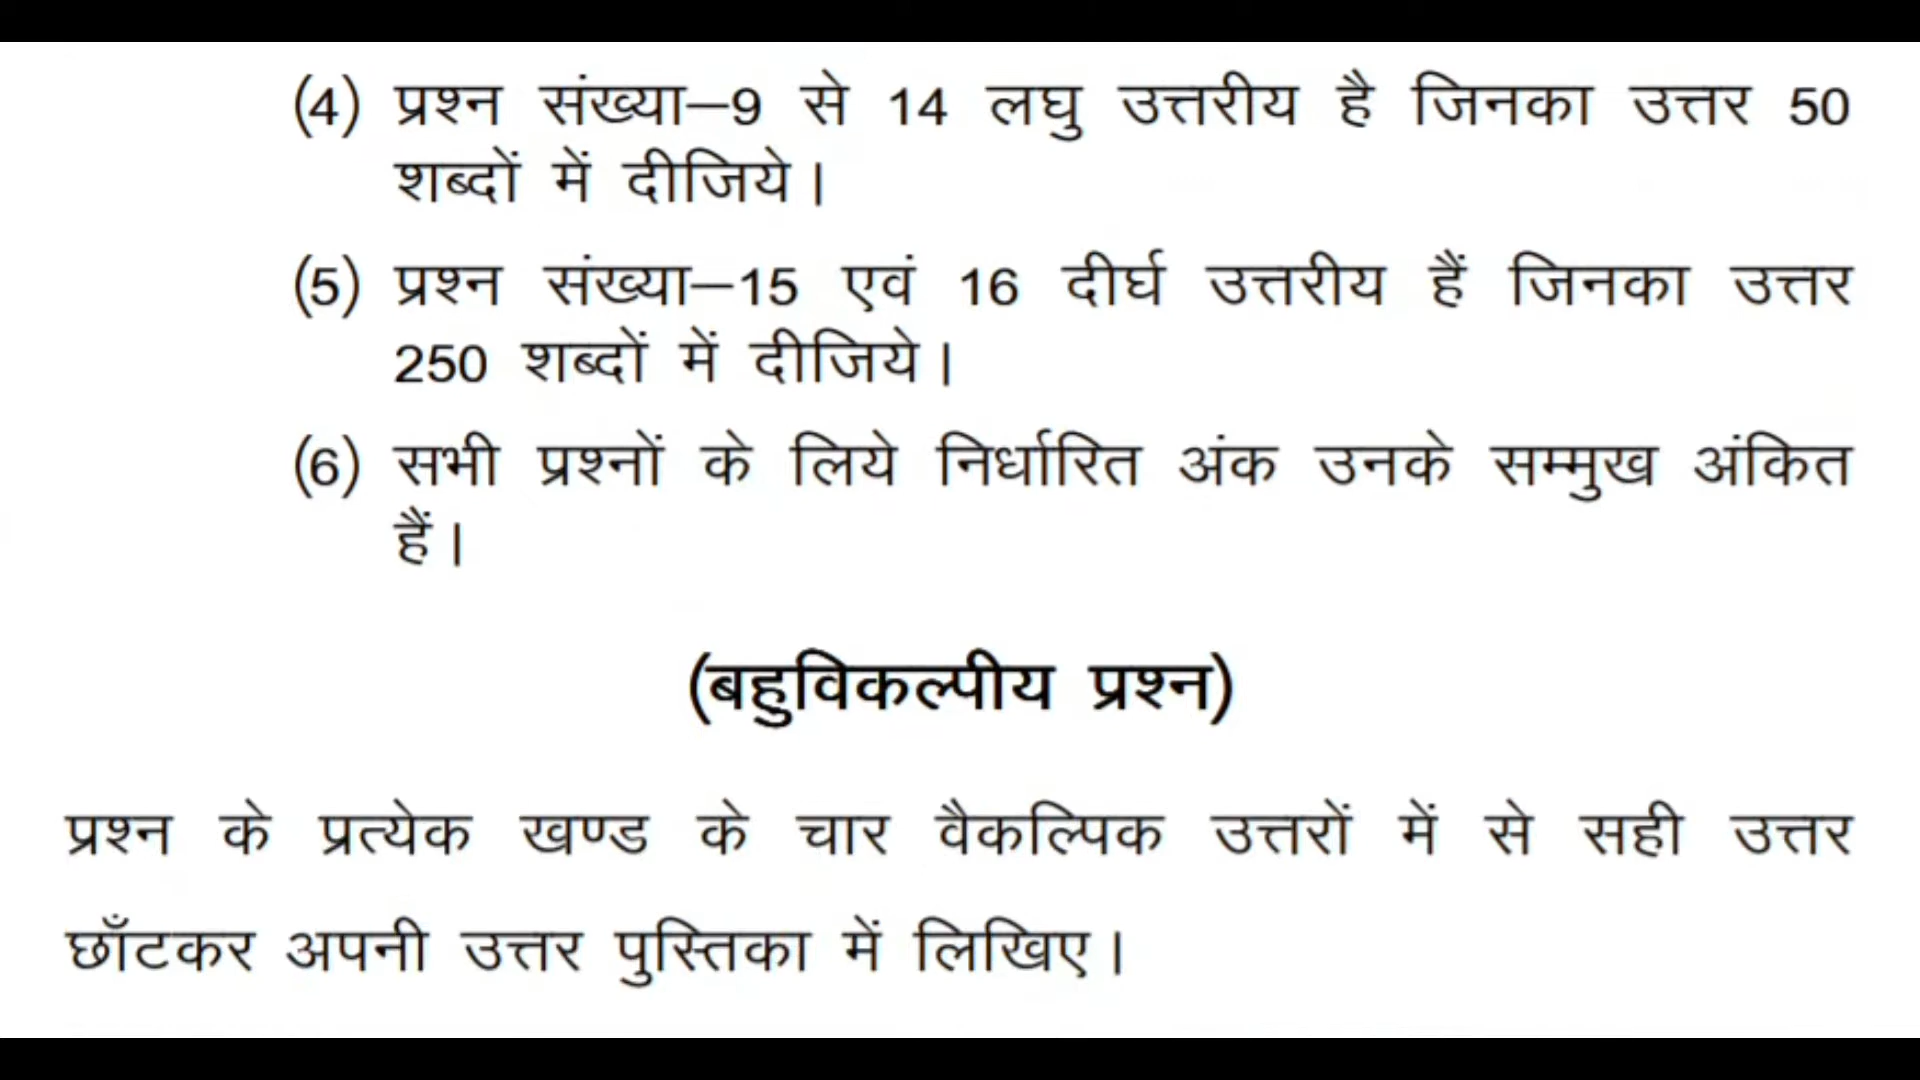 (4) प्रश्न संख्या–9 से 14 लघु उत्तरीय है जिनका उत्तर 50
शब्दों में दीजिये।
(5) प्रश्न संख्या–15 एवं 16 दीर्घ उत्तरीय हैं जिनका उत्तर
250 शब्दों में दीजिये।
(6) सभी प्रश्नों के लिये निर्धारित अंक उनके सम्मुख अंकित
हैं।
(बहुविकल्पीय प्रश्न)
प्रश्न के प्रत्येक खण्ड के चार वैकल्पिक उत्तरों में से सही उत्तर
छाँटकर अपनी उत्तर पुस्तिका में लिखिए।